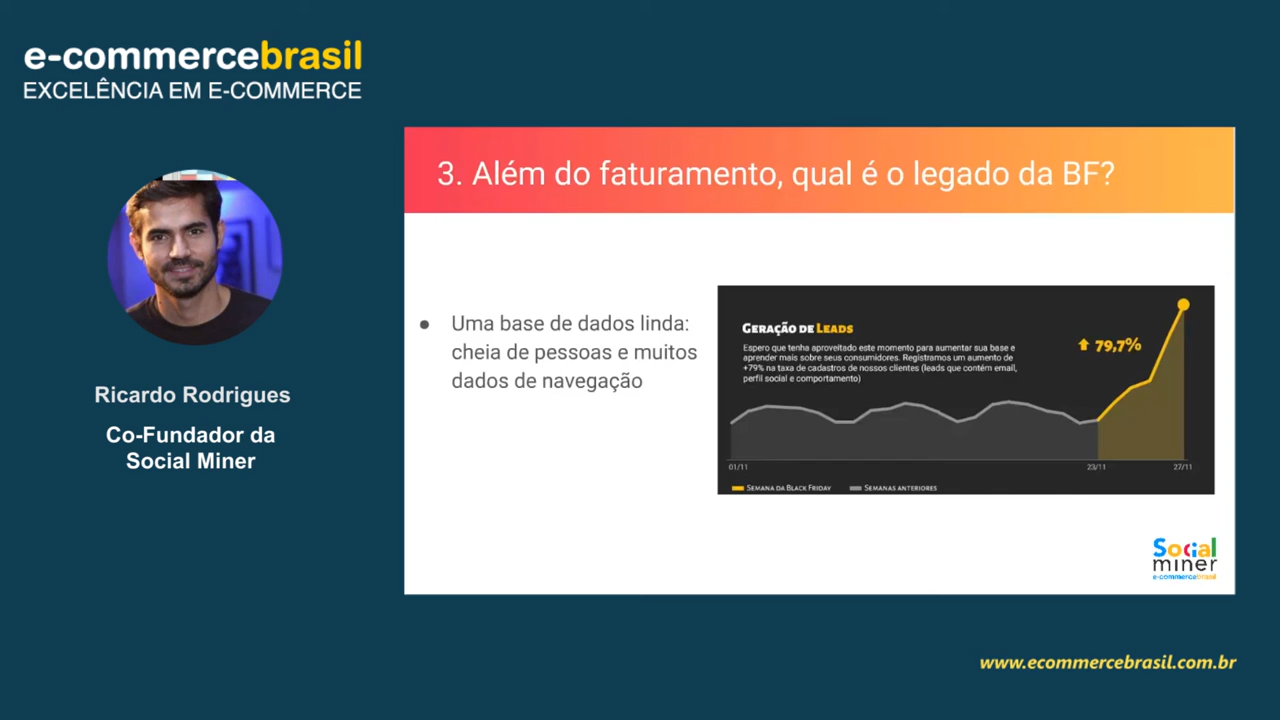 e-commercebrasil
EXCELÊNCIA EM E-COMMERCE
Ricardo Rodrigues
Co-Fundador da
Social Miner
3. Além do faturamento, qual é o legado da BF?
● Uma base de dados linda:
cheia de pessoas e muitos
dados de navegação
GERAÇÃO DE LEADS
Espero que tenha aproveitado este momento para aumentar sua base e
aprender mais sobre seus consumidores. Registramos um aumento de
+79% na taxa de cadastros de nossos clientes (leads que contém email,
perfil social e comportamento)
79,7%
01/11
23/11
27/11
SEMANA DA BLACK FRIDAY
SEMANAS ANTERIORES
Social
miner
e-commercebrasil
www.ecommercebrasil.com.br